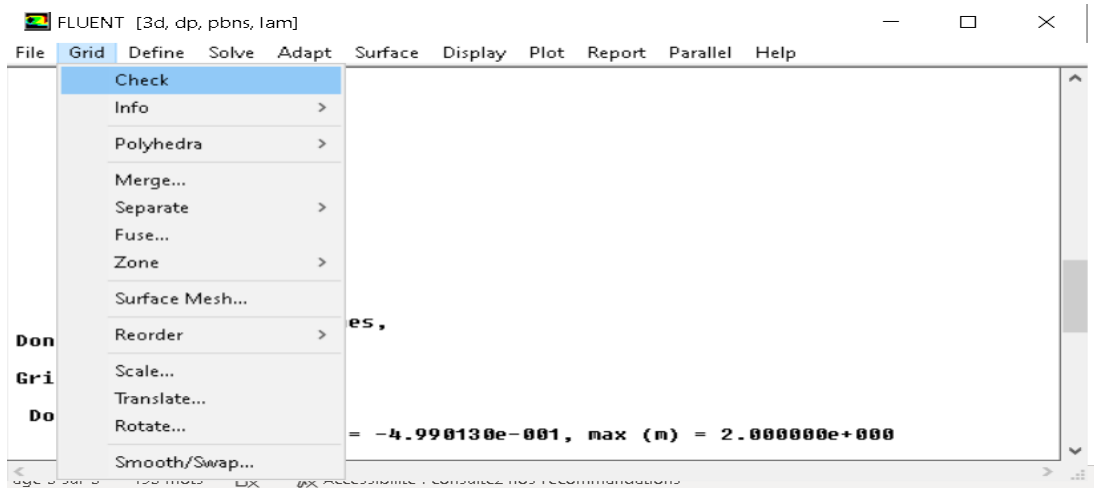 FLUENT [3d, dp, pbns, lam]
File Grid Define Solve Adapt Surface Display Plot Report Parallel Help
Check
Info >
Polyhedra >
Merge...
Separate >
Fuse...
Zone >
Surface Mesh...
Reorder >
Scale...
Translate...
Rotate...
Smooth/Swap...
es,
Don
Gri
Do
= -4.990130e-001, max (m) = 2.000000e+000